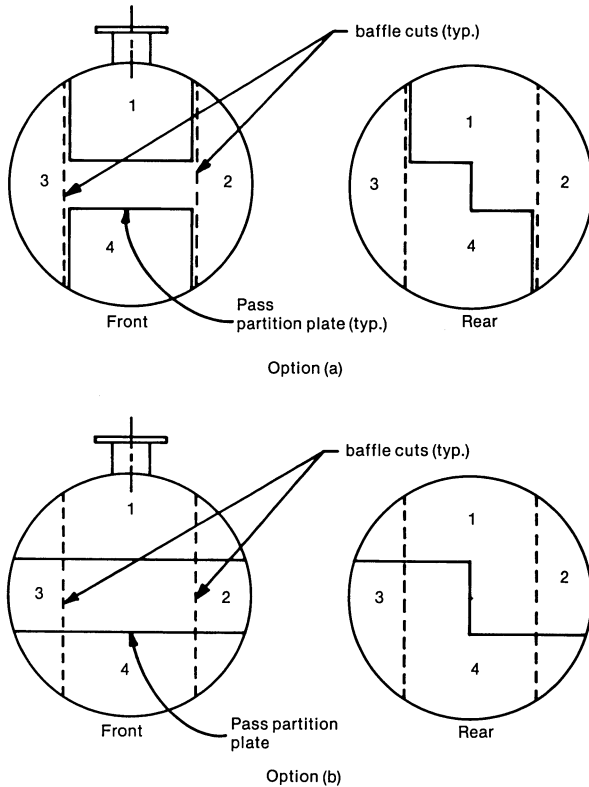 baffle cuts (typ.)
1
3
2
4
Pass
partition plate (typ.)
Front
1
3
2
4
Rear
Option (a)
baffle cuts (typ.)
1
3
2
4
Pass partition
plate
Front
1
2
3
4
Rear
Option (b)